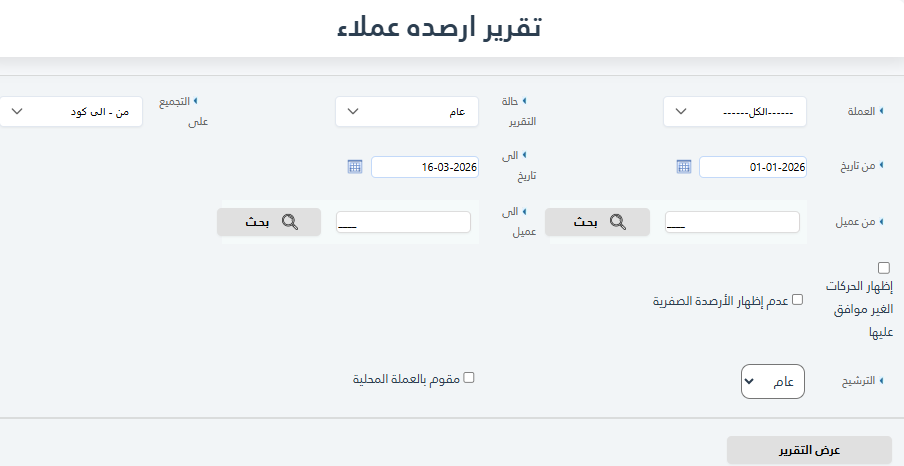 تقرير ارصده عملاء
العملة
------الكل------
حالة
التقرير
عام
التجميع
على
من - الى كود
من تاريخ
01-01-2026
الى
تاريخ
16-03-2026
من عميل
____
بحث
الى
عميل
____
بحث
إظهار الحركات
الغير موافق
عليها
عدم إظهار الأرصدة الصفرية
الترشيح
عام
مقوم بالعملة المحلية
عرض التقرير